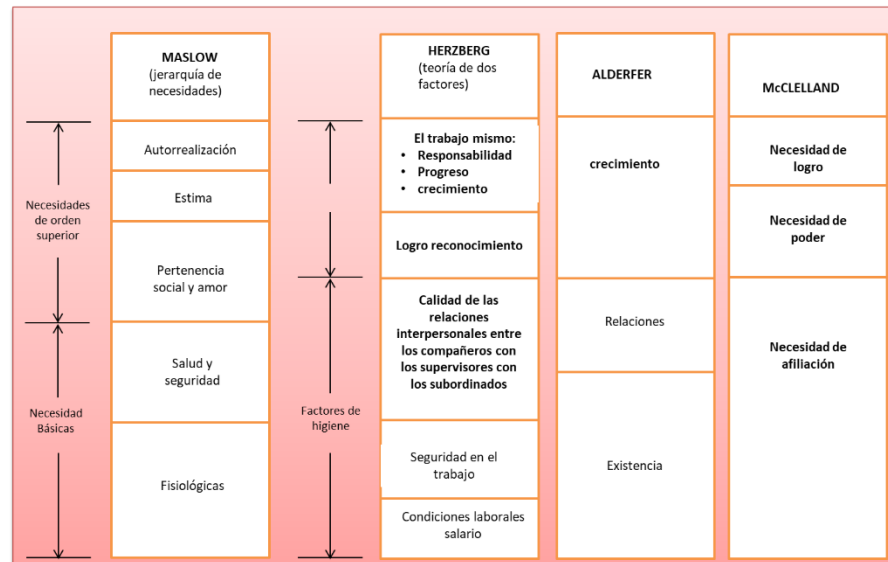 MASLOW
(jerarquía de
necesidades)
Autorrealización
Estima
Pertenencia
social y amor
Salud y
seguridad
Fisiológicas
Necesidades
de orden
superior
Necesidad
Básicas
HERZBERG
(teoría de dos
factores)
El trabajo mismo:
• Responsabilidad
• Progreso
• crecimiento
Logro reconocimiento
Calidad de las
relaciones
interpersonales entre
los compañeros con
los supervisores con
los subordinados
Seguridad en el
trabajo
Condiciones laborales
salario
Factores de
higiene
ALDERFER
crecimiento
Relaciones
Existencia
McCLELLAND
Necesidad de
logro
Necesidad de
poder
Necesidad de
afiliación